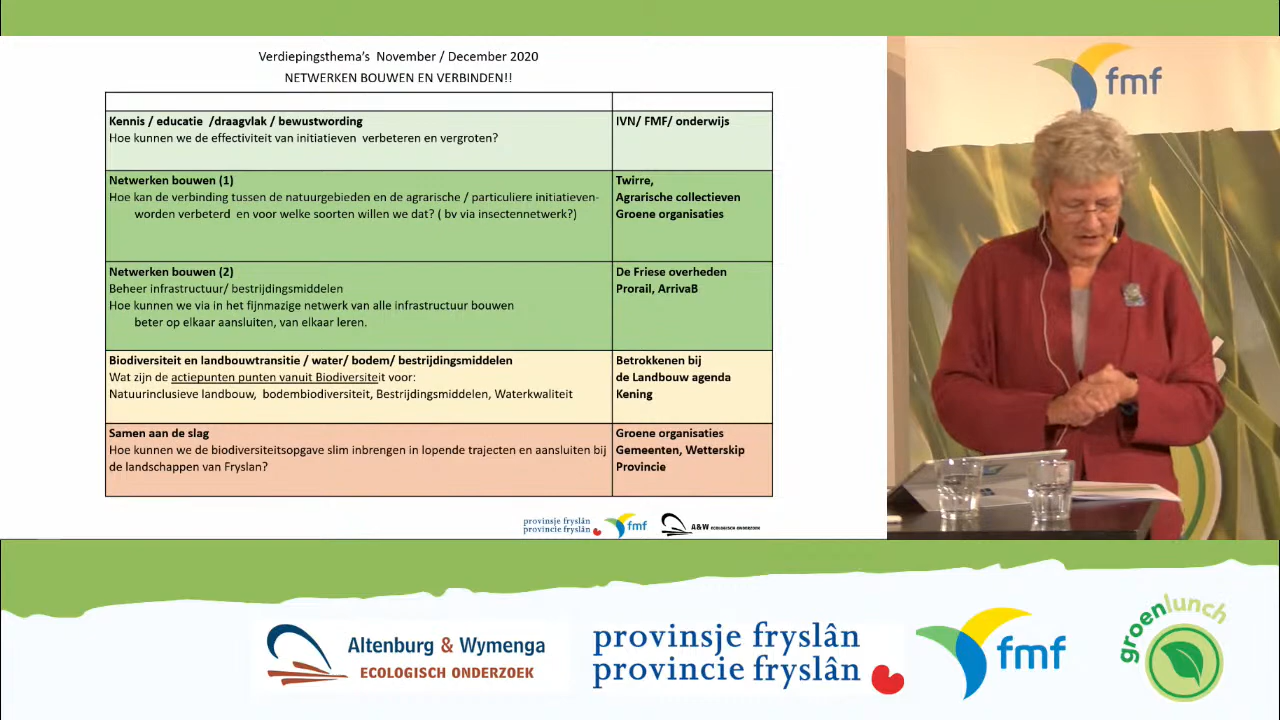 Verdiepingsthema's November / December 2020
NETWERKEN BOUWEN EN VERBINDEN!!
Kennis / educatie /draagvlak / bewustwording
IVN/ FMF/ onderwijs
Hoe kunnen we de effectiviteit van initiatieven verbeteren en vergroten?
Netwerken bouwen (1)
Twirre,
Hoe kan de verbinding tussen de natuurgebieden en de agrarische / particuliere initiatieven-
Agrarische collectieven
worden verbeterd en voor welke soorten willen we dat? ( bv via insectennetwerk?)
Groene organisaties
Netwerken bouwen (2)
De Friese overheden
Beheer infrastructuur/ bestrijdingsmiddelen
Prorail, ArrivaB
Hoe kunnen we via in het fijnmazige netwerk van alle infrastructuur bouwen
beter op elkaar aansluiten, van elkaar leren.
Biodiversiteit en landbouwtransitie / water/ bodem/ bestrijdingsmiddelen
Betrokkenen bij
Wat zijn de actiepunten punten vanuit Biodiversiteit voor:
de Landbouw agenda
Natuurinclusieve landbouw, bodembiodiversiteit, Bestrijdingsmiddelen, Waterkwaliteit
Kening
Samen aan de slag
Groene organisaties
Hoe kunnen we de biodiversiteitsopgave slim inbrengen in lopende trajecten en aansluiten bij
Gemeenten, Wetterskip
de landschappen van Fryslan?
Provincie
provinsje fryslân
provincie fryslân
fmf
A&W ECOLOGISCH ONDERZOEK
fmf
Altenburg & Wymenga
ECOLOGISCH ONDERZOEK
provinsje fryslân
provincie fryslân
fmf
groenlunch